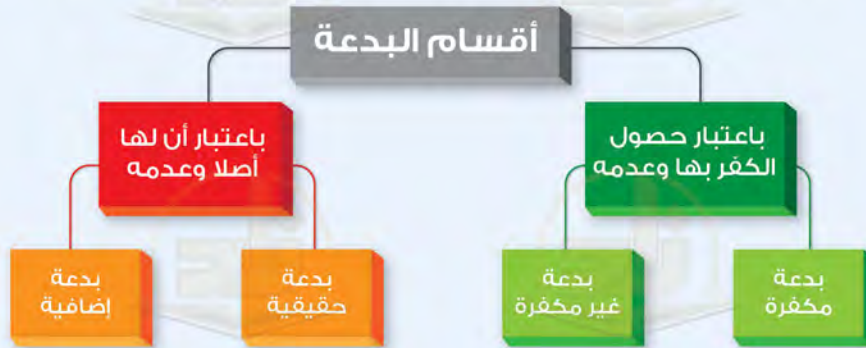 أقسام البدعة
باعتبار حصول
الكفر بها وعدمه
باعتبار أن لها
أصلا وعدمه
بدعة
مكفرة
بدعة
غير مكفرة
بدعة
حقيقية
بدعة
إضافية